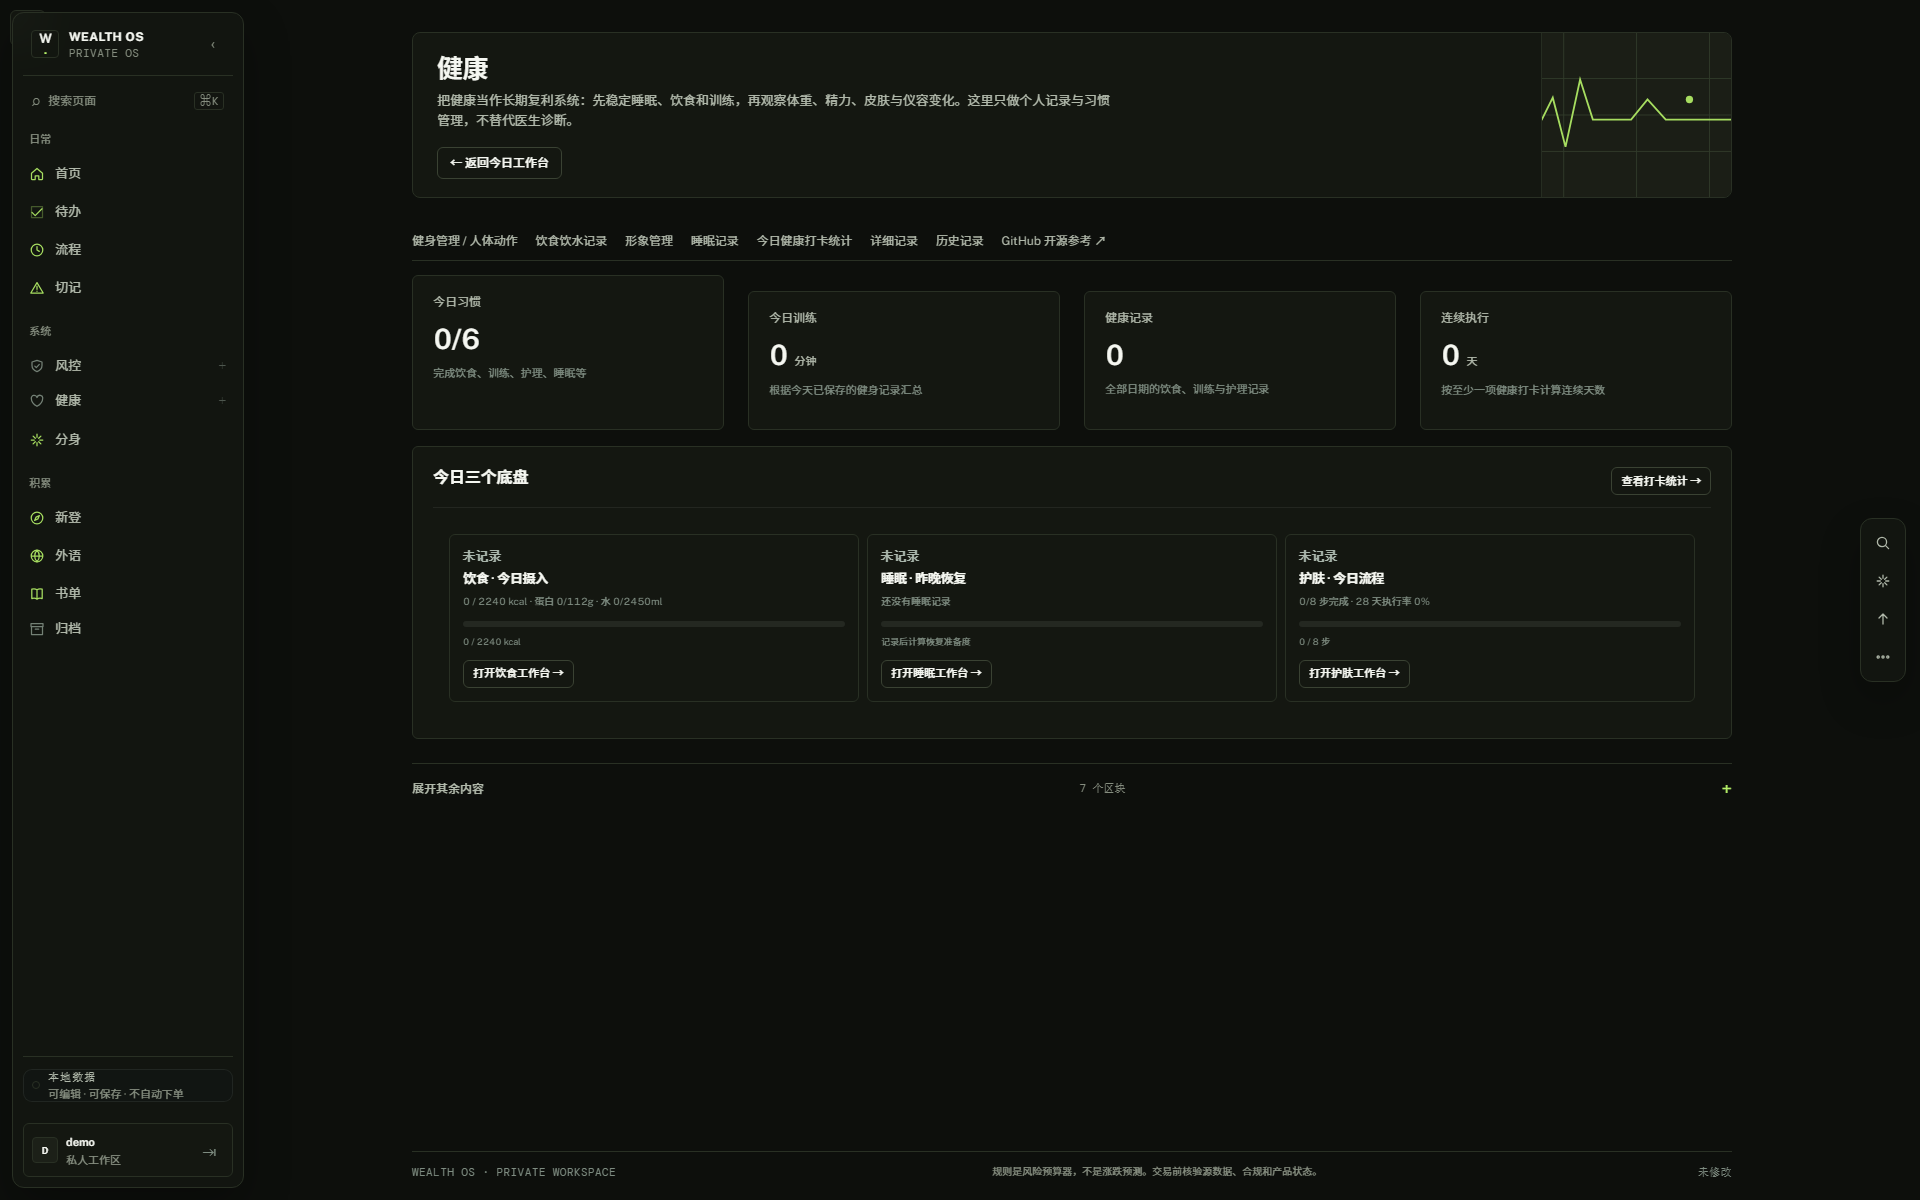 W
WEALTH OS
PRIVATE OS
搜索页面
⌘K
日常
首页
待办
流程
切记
系统
风控
健康
分身
积累
新登
外语
书单
归档
本地数据
可编辑 · 可保存 · 不自动下单
D
demo
私人工作区
健康
把健康当作长期复利系统：先稳定睡眠、饮食和训练，再观察体重、精力、皮肤与仪容变化。这里只做个人记录与习惯
管理，不替代医生诊断。
← 返回今日工作台
健身管理 / 人体动作 饮食饮水记录 形象管理 睡眠记录 今日健康打卡统计 详细记录 历史记录 GitHub 开源参考 ↗
今日习惯
0/6
完成饮食、训练、护理、睡眠等
今日训练
0 分钟
根据今天已保存的健身记录汇总
健康记录
0
全部日期的饮食、训练与护理记录
连续执行
0 天
按至少一项健康打卡计算连续天数
今日三个底盘
查看打卡统计 →
未记录
饮食 · 今日摄入
0 / 2240 kcal · 蛋白 0/112g · 水 0/2450ml
0 / 2240 kcal
打开饮食工作台 →
未记录
睡眠 · 昨晚恢复
还没有睡眠记录
记录后计算恢复准备度
打开睡眠工作台 →
未记录
护肤 · 今日流程
0/8 步完成 · 28 天执行率 0%
0 / 8 步
打开护肤工作台 →
展开其余内容
7 个区块
+
WEALTH OS · PRIVATE WORKSPACE
规则是风险预算器，不是涨跌预测。交易前核验源数据、合规和产品状态。
未修改